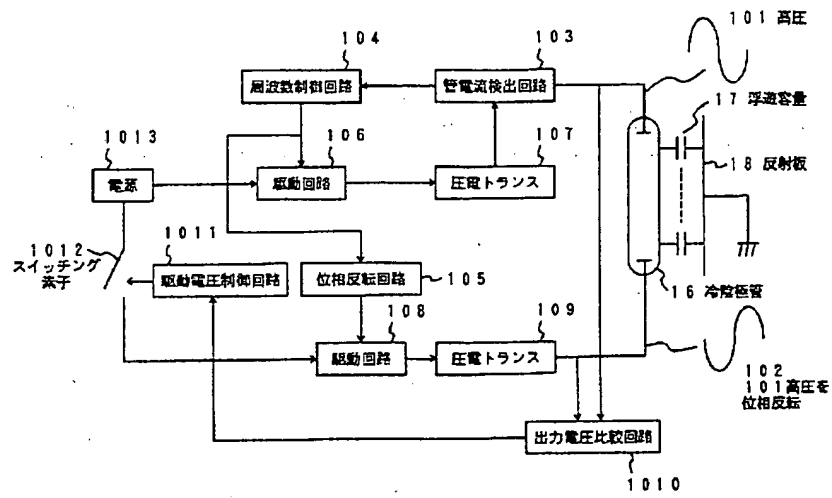 101 高圧
104
103
周波数制御回路
管電流検出回路
17 浮遊容量
1013
106
107
18 反射板
電源
駆動回路
圧電トランス
1012
スイッチング
素子
1011
駆動電圧制御回路
位相反転回路
105
16 冷陰極管
108
109
駆動回路
圧電トランス
102
101高圧を
位相反転
出力電圧比較回路
1010